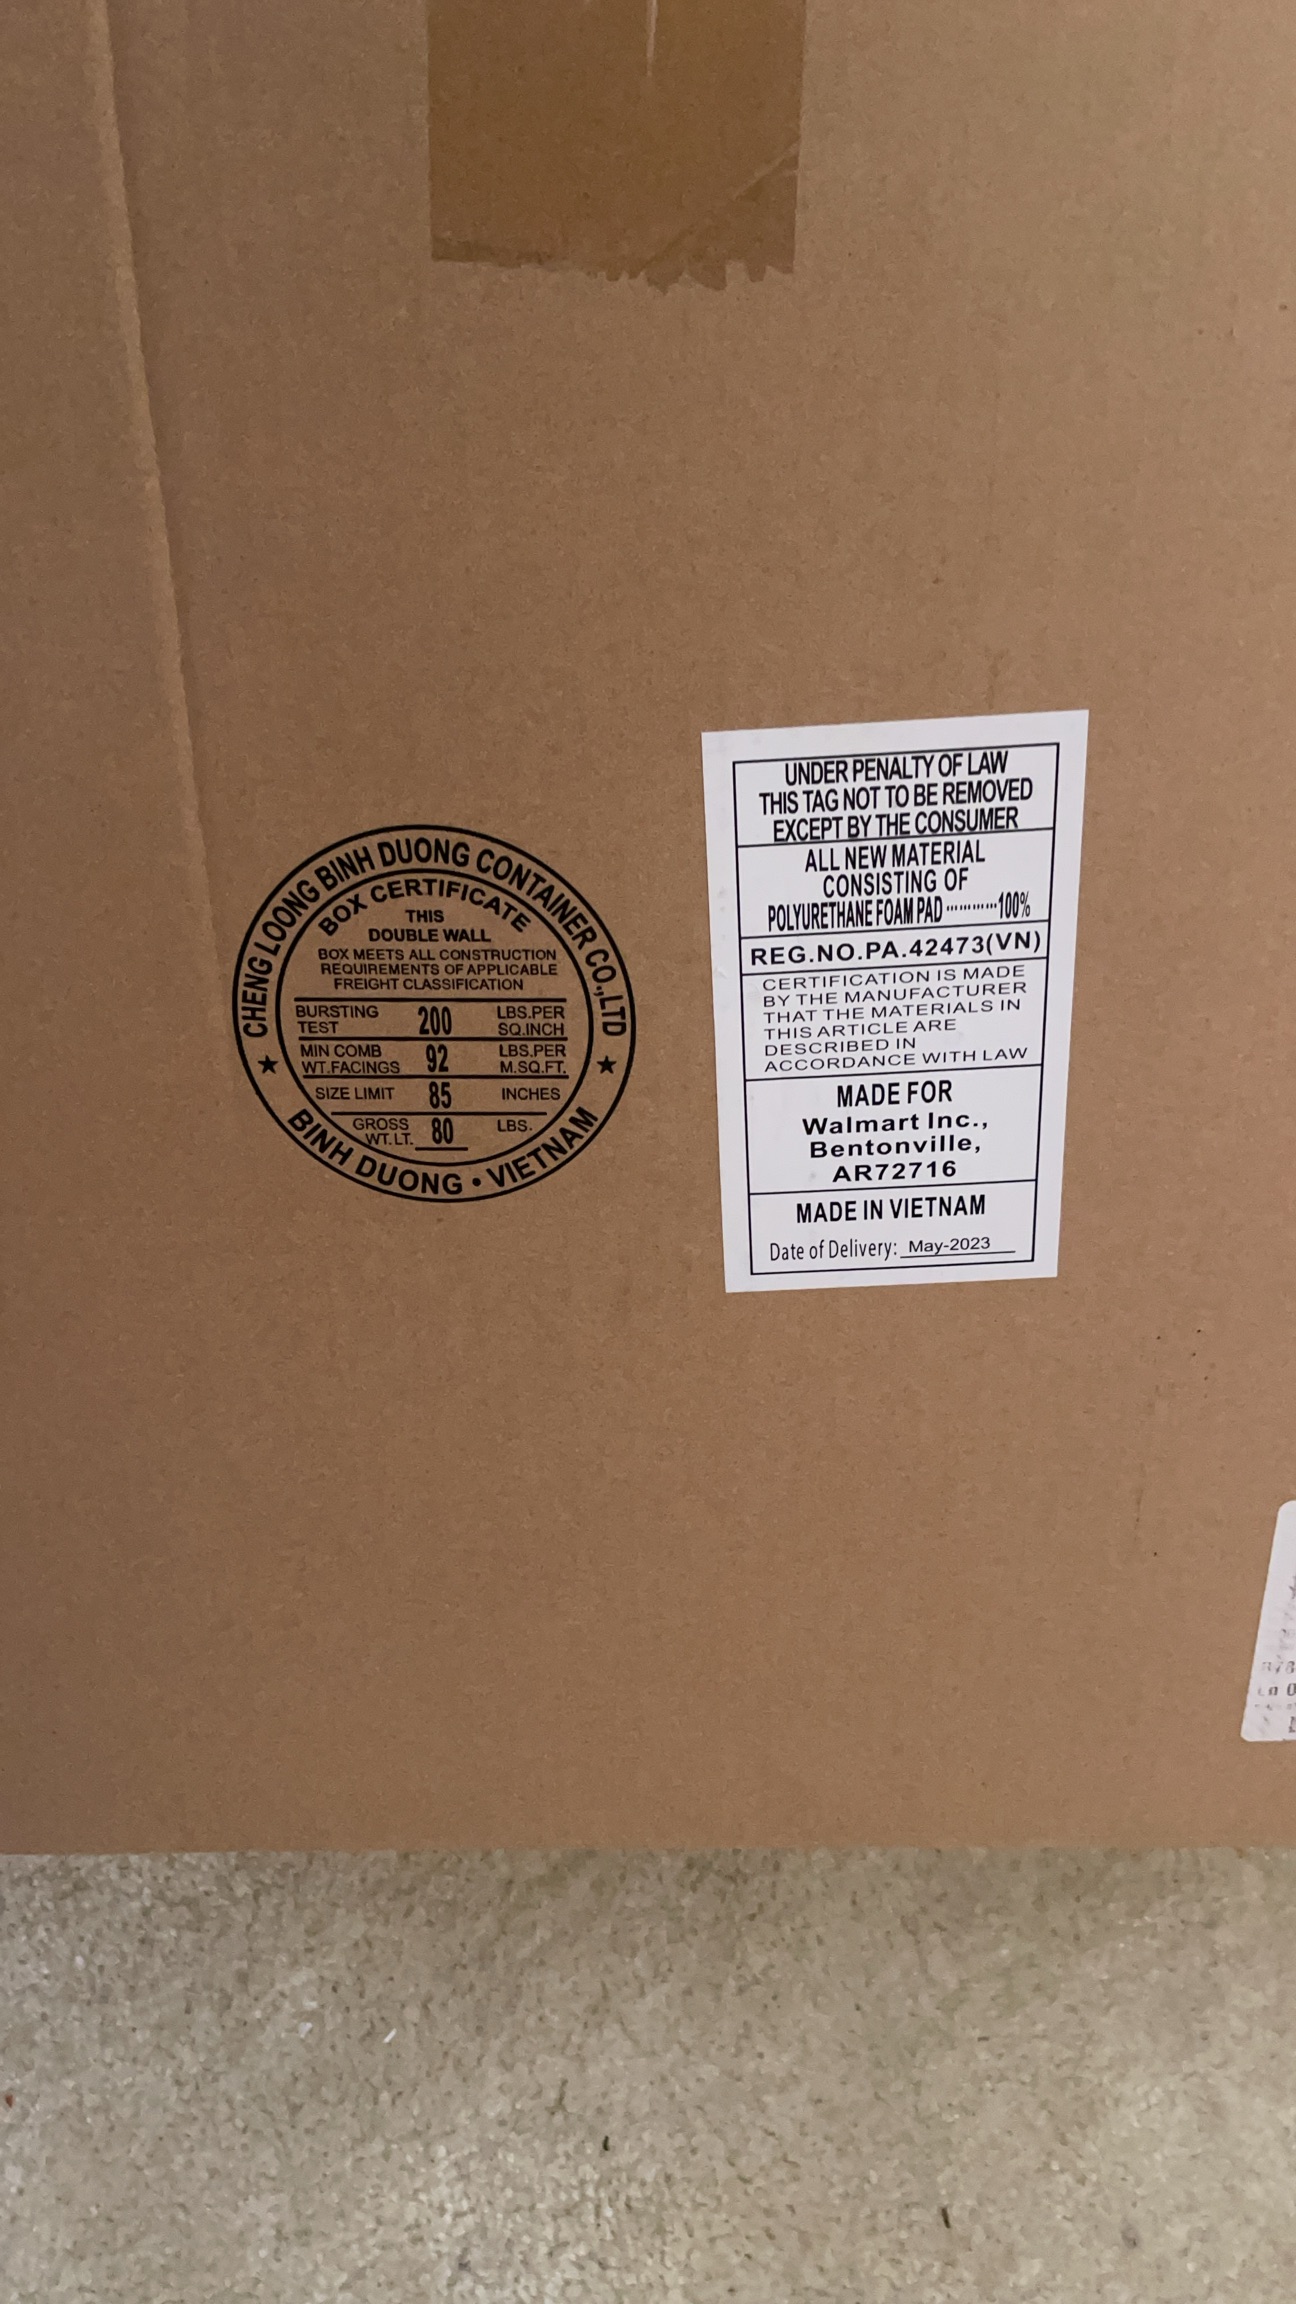 CHENG LOONG BINH DUONG CONTAINER CO.,LTD
BOX CERTIFICATE
THIS
DOUBLE WALL
BOX MEETS ALL CONSTRUCTION
REQUIREMENTS OF APPLICABLE
FREIGHT CLASSIFICATION
BURSTING TEST 200 LBS.PER SQ.INCH
MIN COMB WT.FACINGS 92 LBS.PER M.SQ.FT.
SIZE LIMIT 85 INCHES
GROSS WT.LT. 80 LBS.
BINH DUONG • VIETNAM
UNDER PENALTY OF LAW
THIS TAG NOT TO BE REMOVED
EXCEPT BY THE CONSUMER
ALL NEW MATERIAL
CONSISTING OF
POLYURETHANE FOAM PAD ··········100%
REG.NO.PA.42473(VN)
CERTIFICATION IS MADE
BY THE MANUFACTURER
THAT THE MATERIALS IN
THIS ARTICLE ARE
DESCRIBED IN
ACCORDANCE WITH LAW
MADE FOR
Walmart Inc.,
Bentonville,
AR72716
MADE IN VIETNAM
Date of Delivery: May-2023